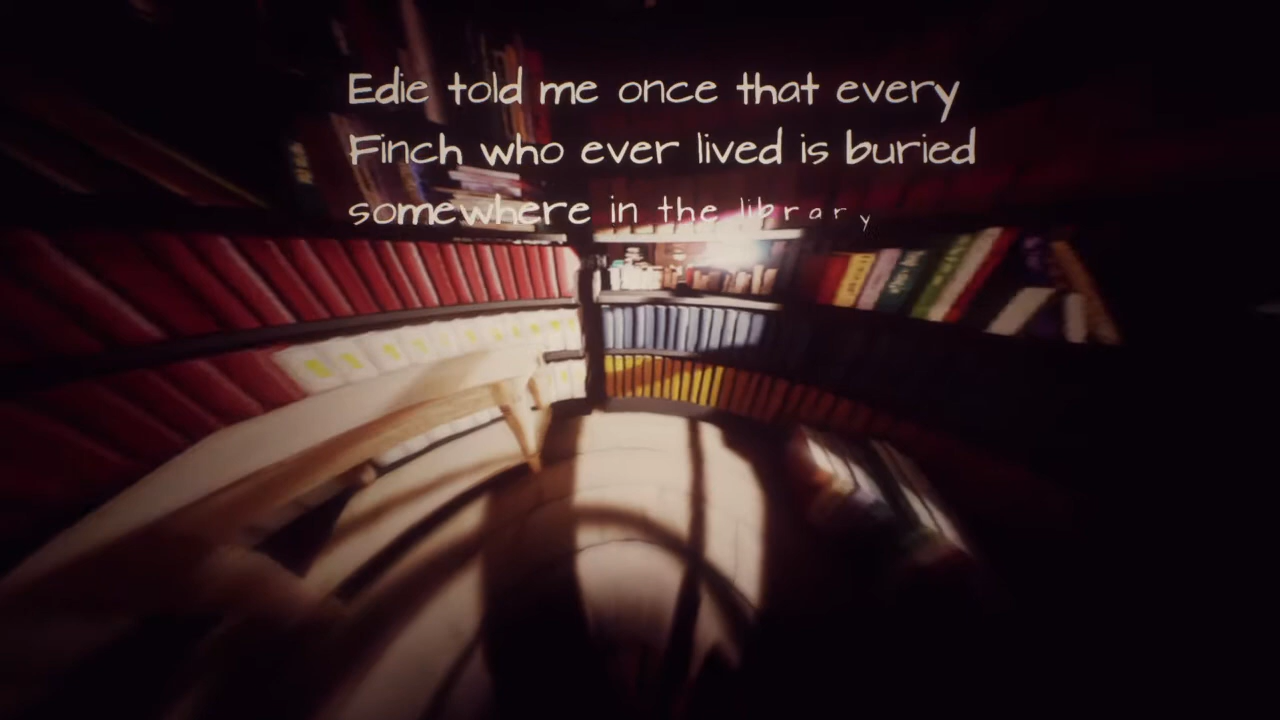 Edie told me once that every
Finch who ever lived is buried
somewhere in the library